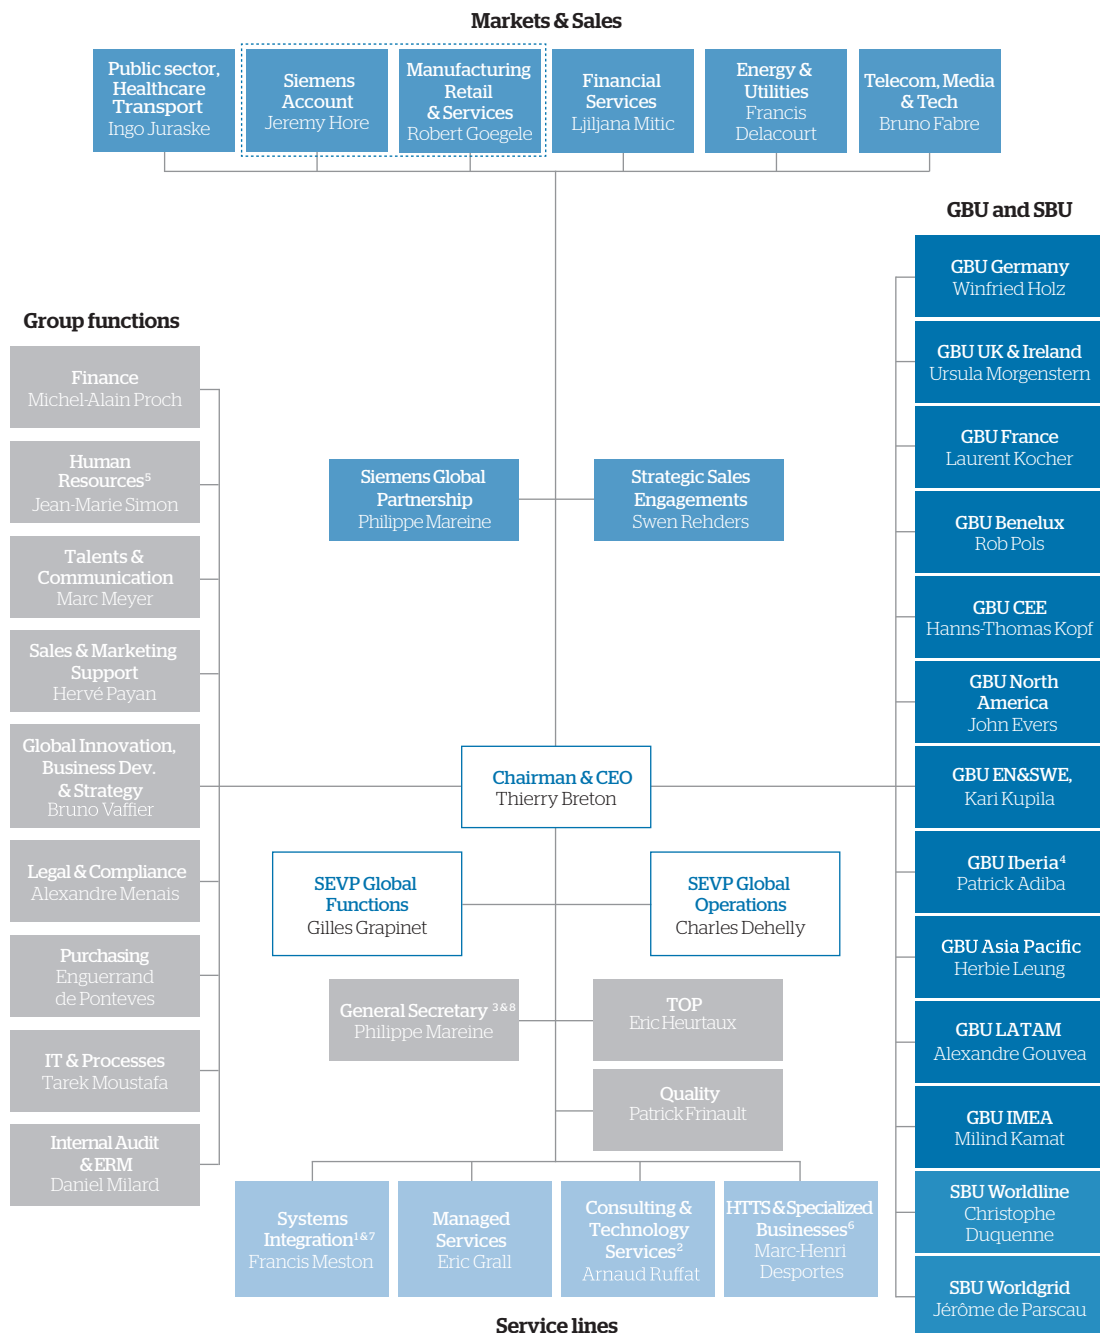 Markets & Sales
Public sector,
Healthcare
Transport
Ingo Juraske
Siemens
Account
Jeremy Hore
Manufacturing
Retail
& Services
Robert Goegele
Financial
Services
Ljiljana Mitic
Energy &
Utilities
Francis
Delacourt
Telecom, Media
& Tech
Bruno Fabre
GBU and SBU
GBU Germany
Winfried Holz
GBU UK & Ireland
Ursula Morgenstern
GBU France
Laurent Kocher
GBU Benelux
Rob Pols
GBU CEE
Hanns-Thomas Kopf
GBU North
America
John Evers
GBU EN&SWE,
Kari Kupila
GBU Iberia⁴
Patrick Adiba
GBU Asia Pacific
Herbie Leung
GBU LATAM
Alexandre Gouvea
GBU IMEA
Milind Kamat
SBU Worldline
Christophe
Duquenne
SBU Worldgrid
Jérôme de Parscau
Group functions
Finance
Michel-Alain Proch
Human
Resources⁵
Jean-Marie Simon
Talents &
Communication
Marc Meyer
Sales & Marketing
Support
Hervé Payan
Global Innovation,
Business Dev.
& Strategy
Bruno Vaffier
Legal & Compliance
Alexandre Menais
Purchasing
Enguerrand
de Ponteves
IT & Processes
Tarek Moustafa
Internal Audit
& ERM
Daniel Milard
Siemens Global
Partnership
Philippe Mareine
Strategic Sales
Engagements
Swen Rehders
Chairman & CEO
Thierry Breton
SEVP Global
Functions
Gilles Grapinet
SEVP Global
Operations
Charles Dehelly
General Secretary ³&⁸
Philippe Mareine
TOP
Eric Heurtaux
Quality
Patrick Frinault
Systems
Integration¹&⁷
Francis Meston
Managed
Services
Eric Grall
Consulting &
Technology
Services²
Arnaud Ruffat
HTTS & Specialized
Businesses⁶
Marc-Henri
Desportes
Service lines